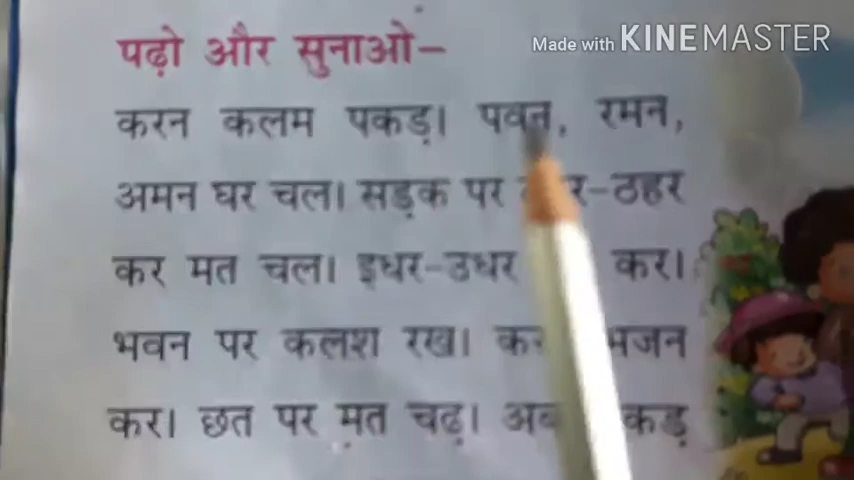 Made with KINEMASTER
पढ़ो और सुनाओ–
करन कलम पकड़। पवन, रमन,
अमन घर चल। सड़क पर ठहर-ठहर
कर मत चल। इधर-उधर कर।
भवन पर कलश रख। भजन
कर। छत पर मत चढ़।